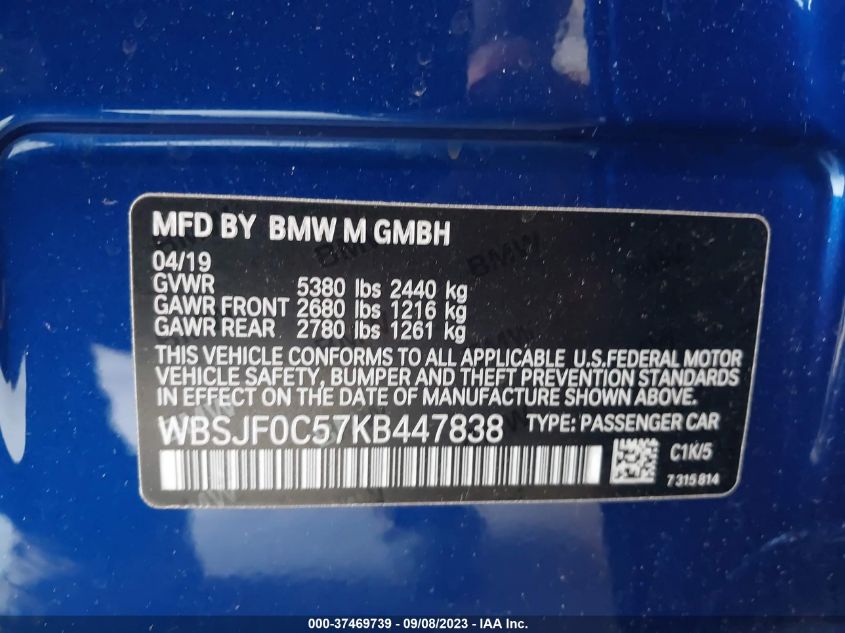 MFD BY BMW M GMBH
04/19
GVWR 5380 lbs 2440 kg
GAWR FRONT 2680 lbs 1216 kg
GAWR REAR 2780 lbs 1261 kg
THIS VEHICLE CONFORMS TO ALL APPLICABLE U.S.FEDERAL MOTOR
VEHICLE SAFETY, BUMPER AND THEFT PREVENTION STANDARDS
IN EFFECT ON THE DATE OF MANUFACTURE SHOWN ABOVE.
WBSJF0C57KB447838 TYPE: PASSENGER CAR
C1K/5
7315814
000-37469739 - 09/08/2023 - IAA Inc.